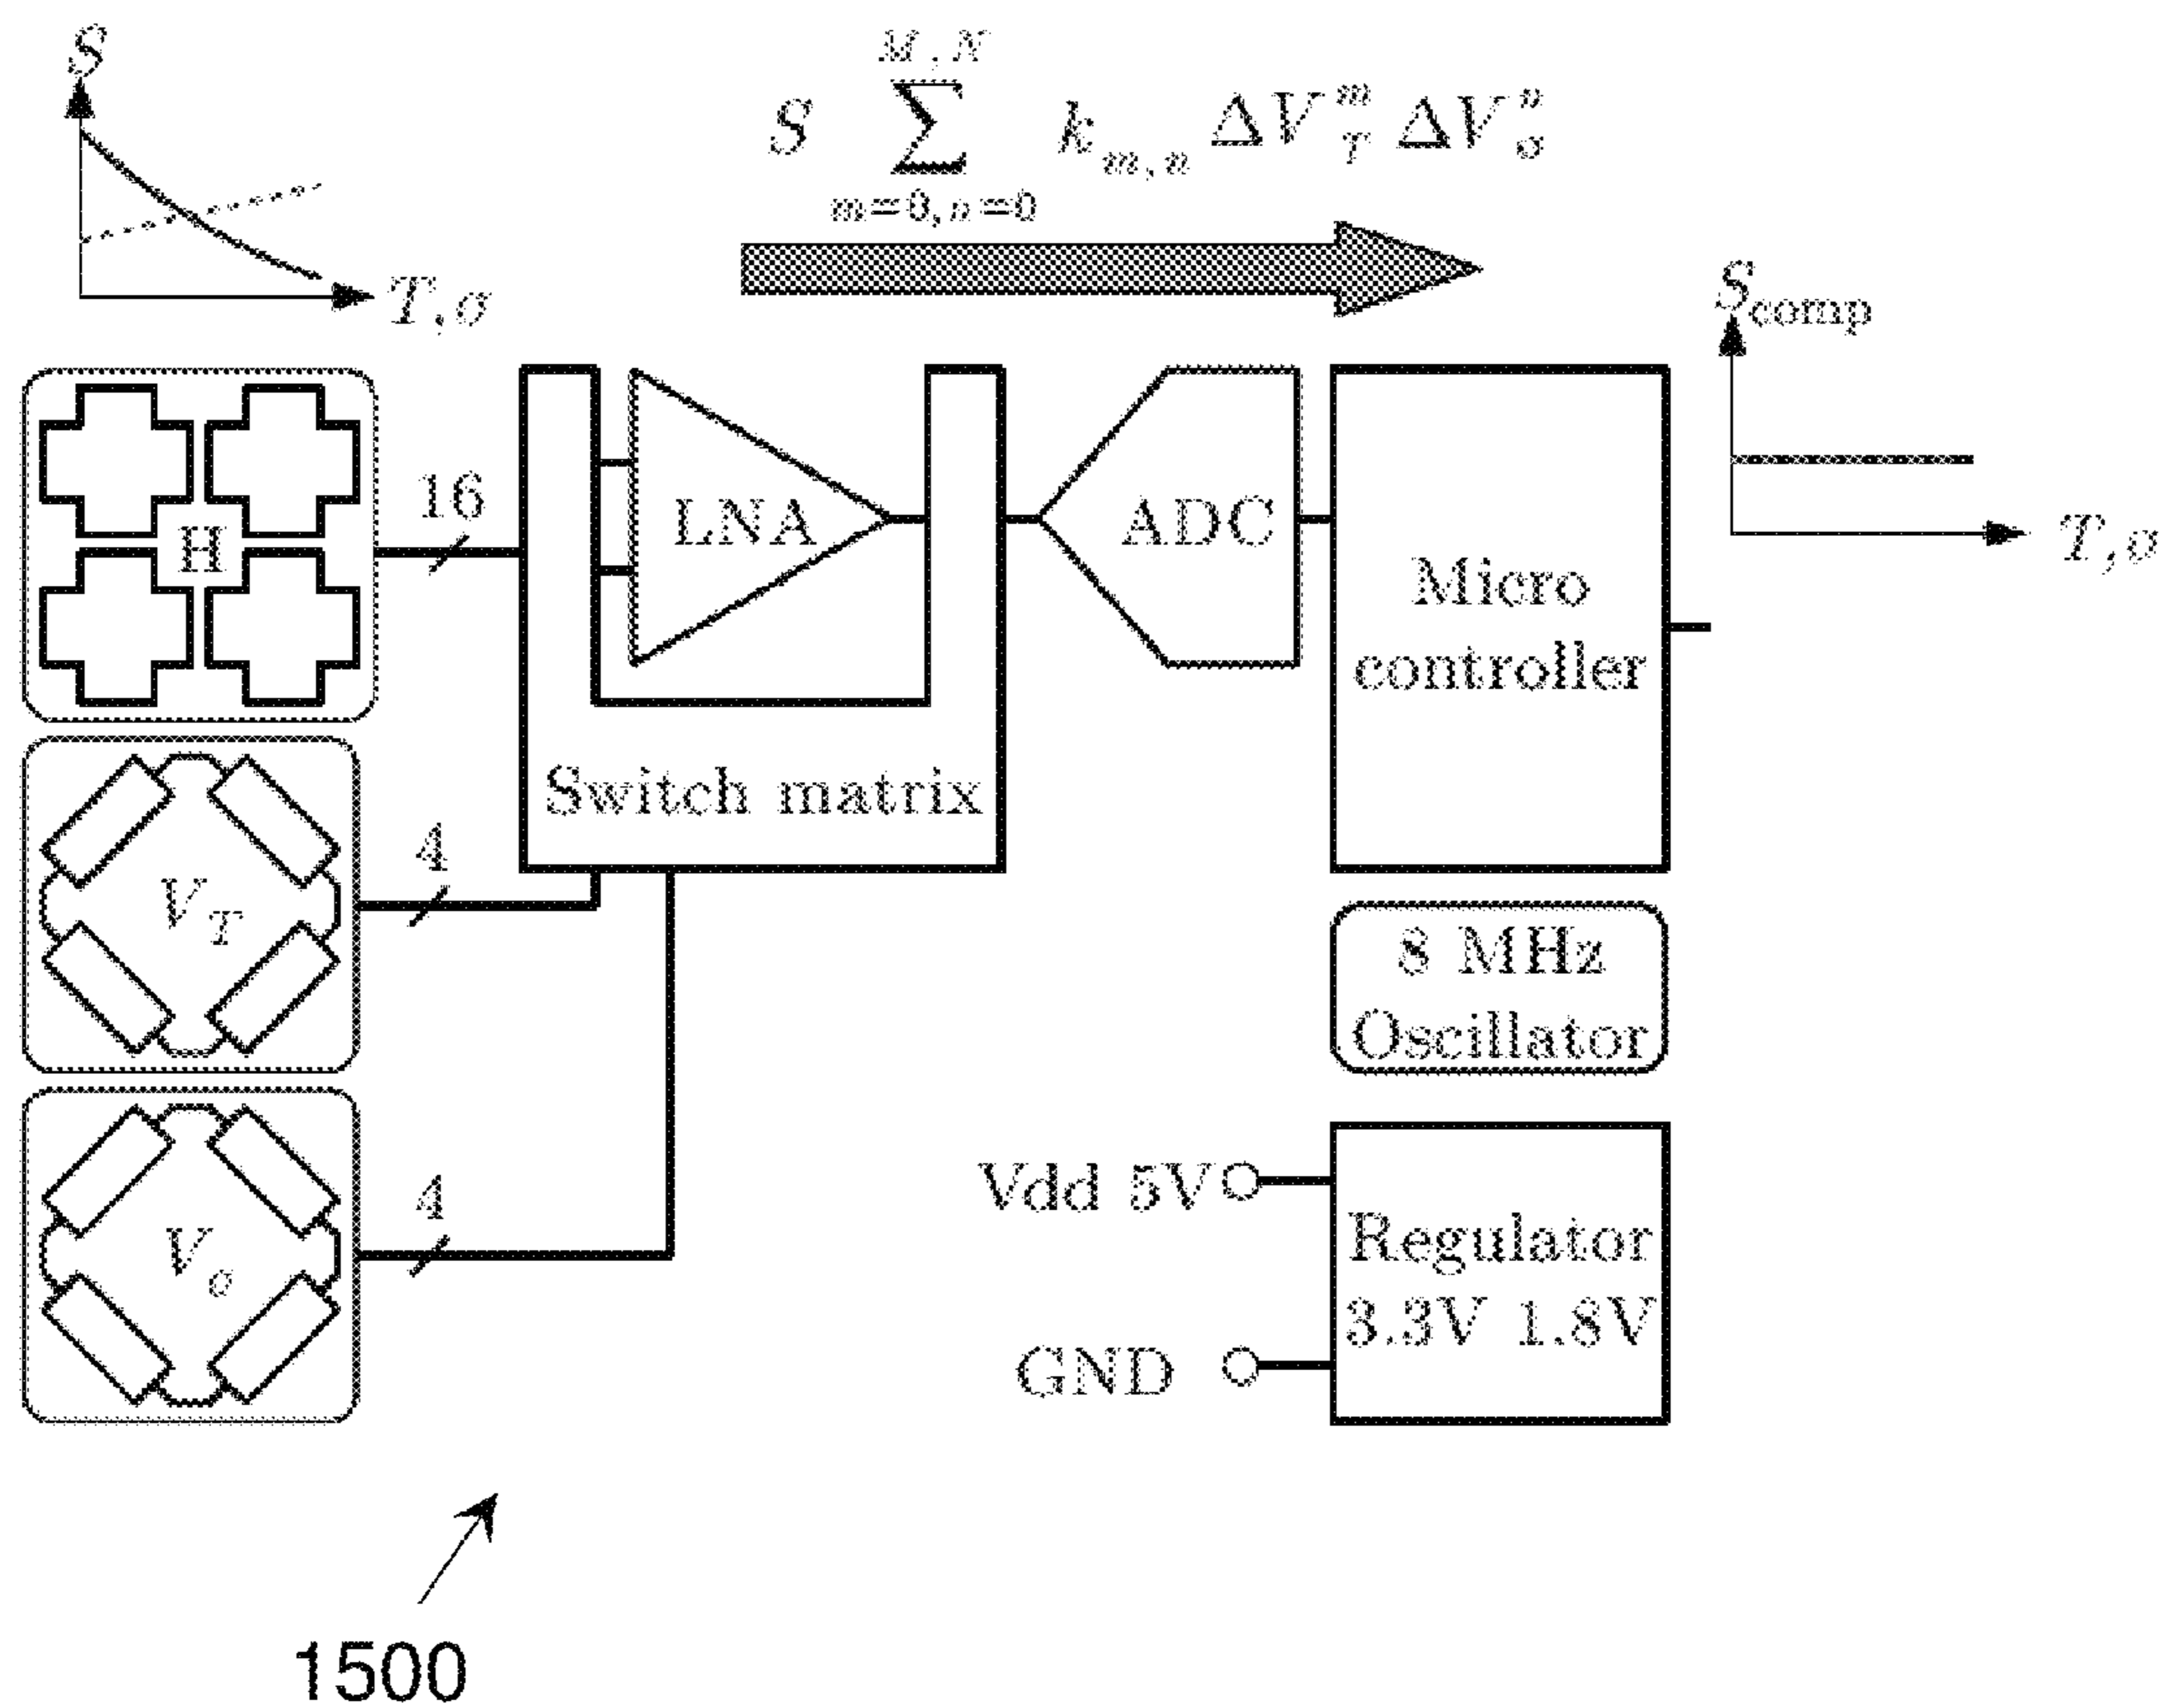 S
T,σ
M,N
S ∑ k_{m,n} ΔV_T^m ΔV_σ^n
m=0,n=0
S_comp
T,σ
H
16
LNA
ADC
Micro
controller
Switch matrix
V_T
4
8 MHz
Oscillator
V_σ
4
Vdd 5V
GND
Regulator
3.3V 1.8V
1500